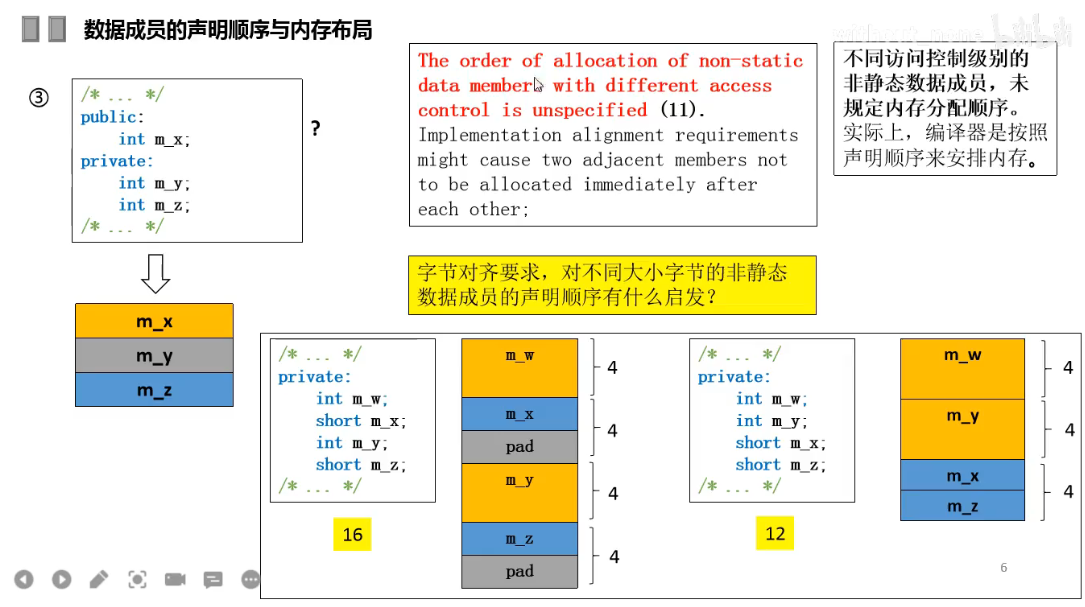 数据成员的声明顺序与内存布局
③
/* ... */
public:
int m_x;
private:
int m_y;
int m_z;
/* ... */
?
m_x
m_y
m_z
The order of allocation of non-static
data members with different access
control is unspecified (11).
Implementation alignment requirements
might cause two adjacent members not
to be allocated immediately after
each other;
不同访问控制级别的
非静态数据成员，未
规定内存分配顺序。
实际上，编译器是按照
声明顺序来安排内存。
字节对齐要求，对不同大小字节的非静态
数据成员的声明顺序有什么启发？
/* ... */
private:
int m_w;
short m_x;
int m_y;
short m_z;
/* ... */
16
m_w
m_x
pad
m_y
m_z
pad
4
4
4
4
/* ... */
private:
int m_w;
int m_y;
short m_x;
short m_z;
/* ... */
12
m_w
m_y
m_x
m_z
4
4
4
6